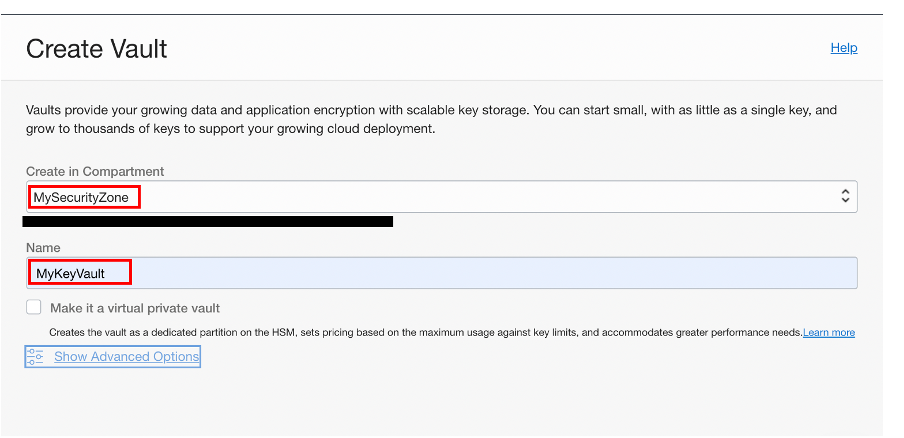 Create Vault
Help
Vaults provide your growing data and application encryption with scalable key storage. You can start small, with as little as a single key, and
grow to thousands of keys to support your growing cloud deployment.
Create in Compartment
MySecurityZone
Name
MyKeyVault
Make it a virtual private vault
Creates the vault as a dedicated partition on the HSM, sets pricing based on the maximum usage against key limits, and accommodates greater performance needs.Learn more
Show Advanced Options